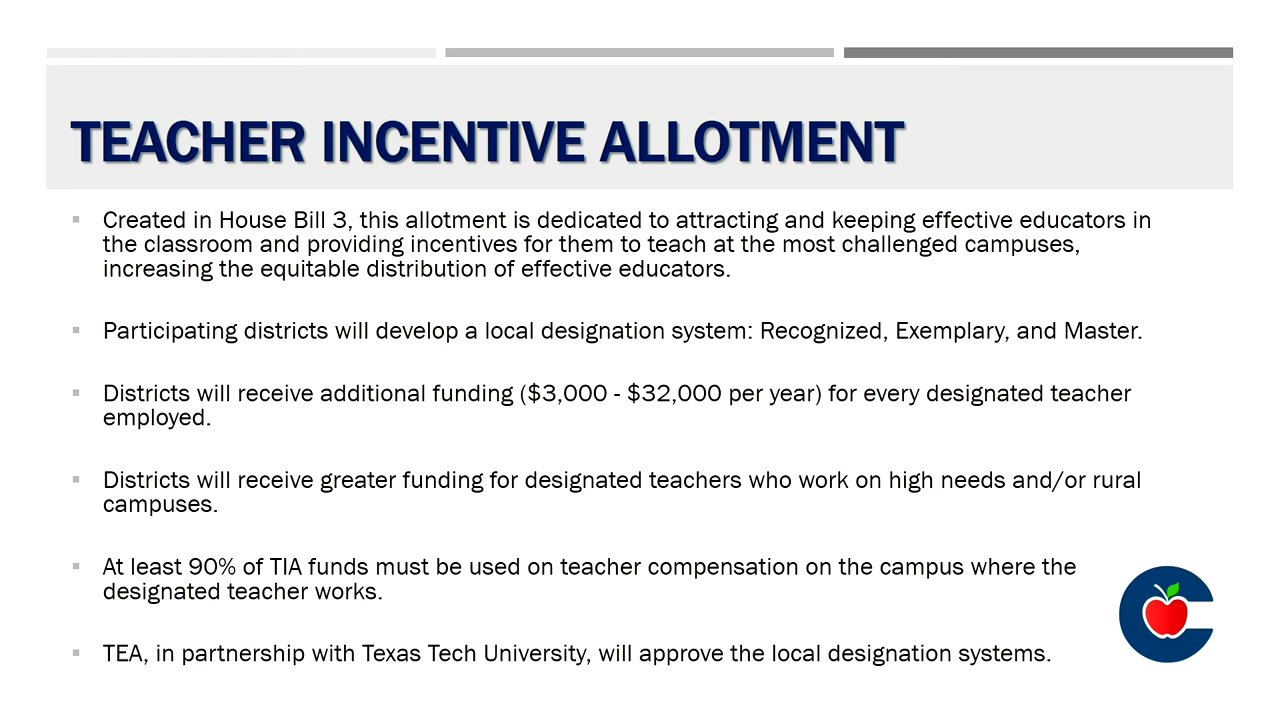 TEACHER INCENTIVE ALLOTMENT
▪ Created in House Bill 3, this allotment is dedicated to attracting and keeping effective educators in
the classroom and providing incentives for them to teach at the most challenged campuses,
increasing the equitable distribution of effective educators.
▪ Participating districts will develop a local designation system: Recognized, Exemplary, and Master.
▪ Districts will receive additional funding ($3,000 - $32,000 per year) for every designated teacher
employed.
▪ Districts will receive greater funding for designated teachers who work on high needs and/or rural
campuses.
▪ At least 90% of TIA funds must be used on teacher compensation on the campus where the
designated teacher works.
▪ TEA, in partnership with Texas Tech University, will approve the local designation systems.
C